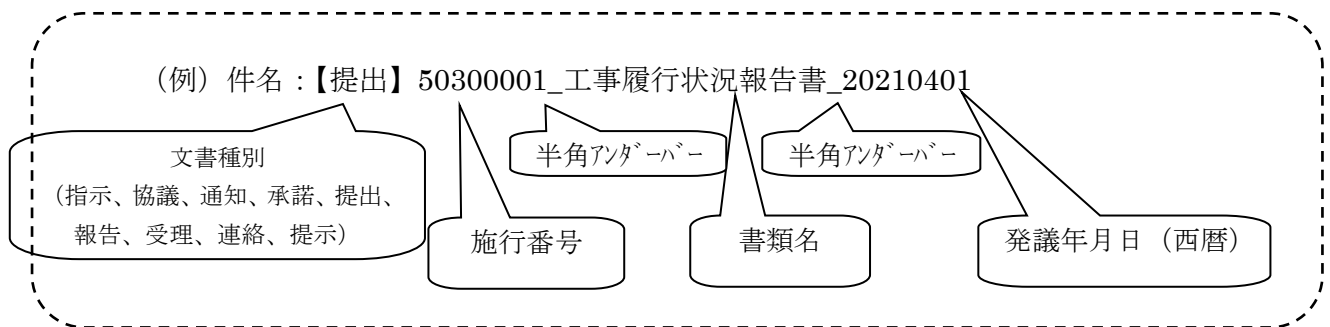 （例）件名：【提出】50300001_工事履行状況報告書_20210401
文書種別
（指示、協議、通知、承諾、提出、
報告、受理、連絡、提示）
半角ｱﾝﾀﾞｰﾊﾞｰ
半角ｱﾝﾀﾞｰﾊﾞｰ
施行番号
書類名
発議年月日（西暦）